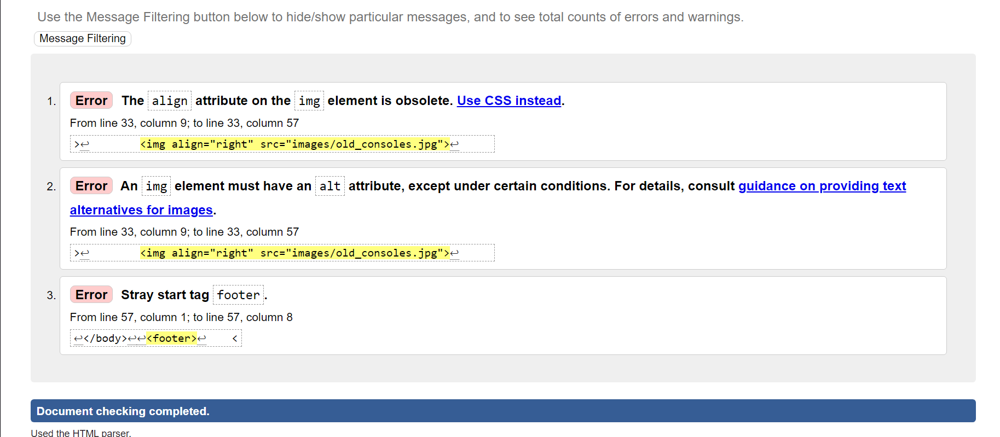 Use the Message Filtering button below to hide/show particular messages, and to see total counts of errors and warnings.
Message Filtering
1. Error The align attribute on the img element is obsolete. Use CSS instead.
From line 33, column 9; to line 33, column 57
>↩        <img align="right" src="images/old_consoles.jpg">↩
2. Error An img element must have an alt attribute, except under certain conditions. For details, consult guidance on providing text
alternatives for images.
From line 33, column 9; to line 33, column 57
>↩        <img align="right" src="images/old_consoles.jpg">↩
3. Error Stray start tag footer.
From line 57, column 1; to line 57, column 8
↩</body>↩↩<footer>↩    <
Document checking completed.
Used the HTML parser.